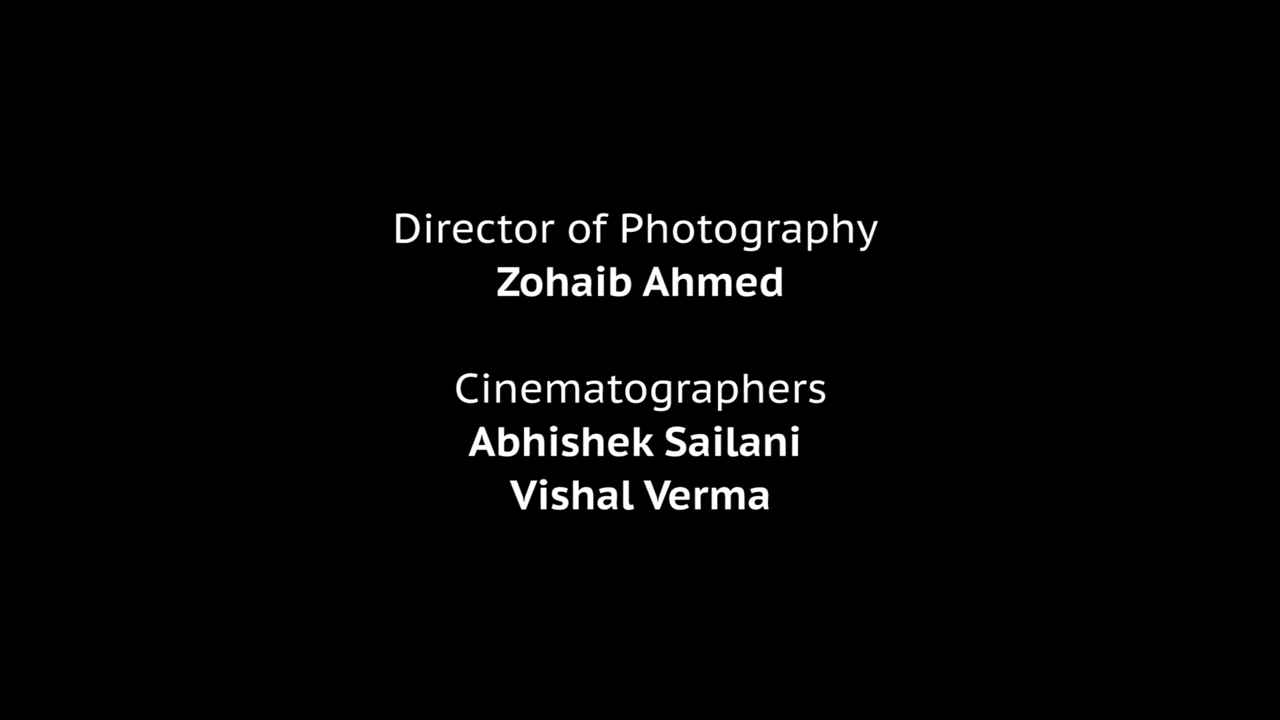 Director of Photography
Zohaib Ahmed
Cinematographers
Abhishek Sailani
Vishal Verma